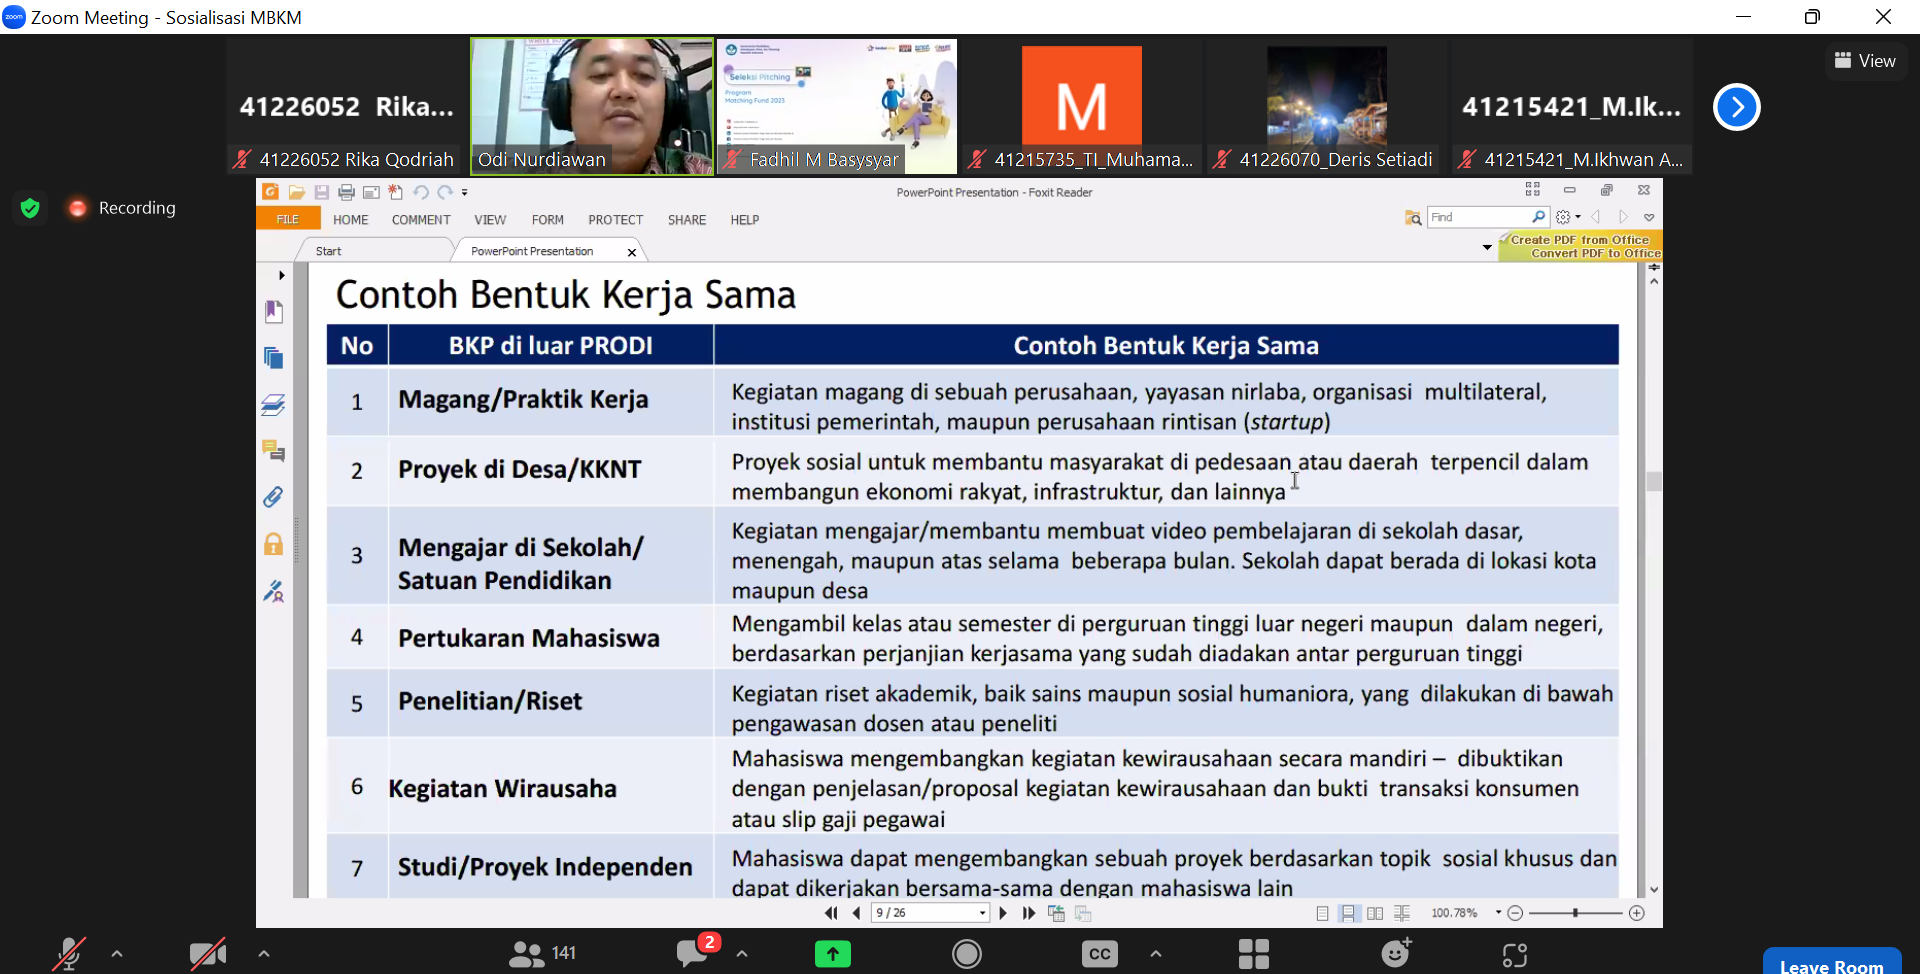 Zoom Meeting - Sosialisasi MBKM
View
41226052 Rika...
41215421_M.Ik...
M
Seleksi Pitching
Program
Matching Fund 2023
41226052 Rika Qodriah
Odi Nurdiawan
Fadhil M Basysyar
41215735_TI_Muhama...
41226070_Deris Setiadi
41215421_M.Ikhwan A...
Recording
PowerPoint Presentation - Foxit Reader
FILE HOME COMMENT VIEW FORM PROTECT SHARE HELP
Find
Start
PowerPoint Presentation
Create PDF from Office
Convert PDF to Office
Contoh Bentuk Kerja Sama
No BKP di luar PRODI Contoh Bentuk Kerja Sama
1 Magang/Praktik Kerja
Kegiatan magang di sebuah perusahaan, yayasan nirlaba, organisasi multilateral,
institusi pemerintah, maupun perusahaan rintisan (startup)
2 Proyek di Desa/KKNT
Proyek sosial untuk membantu masyarakat di pedesaan atau daerah terpencil dalam
membangun ekonomi rakyat, infrastruktur, dan lainnya
3 Mengajar di Sekolah/
Satuan Pendidikan
Kegiatan mengajar/membantu membuat video pembelajaran di sekolah dasar,
menengah, maupun atas selama beberapa bulan. Sekolah dapat berada di lokasi kota
maupun desa
4 Pertukaran Mahasiswa
Mengambil kelas atau semester di perguruan tinggi luar negeri maupun dalam negeri,
berdasarkan perjanjian kerjasama yang sudah diadakan antar perguruan tinggi
5 Penelitian/Riset
Kegiatan riset akademik, baik sains maupun sosial humaniora, yang dilakukan di bawah
pengawasan dosen atau peneliti
6 Kegiatan Wirausaha
Mahasiswa mengembangkan kegiatan kewirausahaan secara mandiri – dibuktikan
dengan penjelasan/proposal kegiatan kewirausahaan dan bukti transaksi konsumen
atau slip gaji pegawai
7 Studi/Proyek Independen
Mahasiswa dapat mengembangkan sebuah proyek berdasarkan topik sosial khusus dan
dapat dikerjakan bersama-sama dengan mahasiswa lain
9 / 26
100.78%
141
2
CC
Leave Room